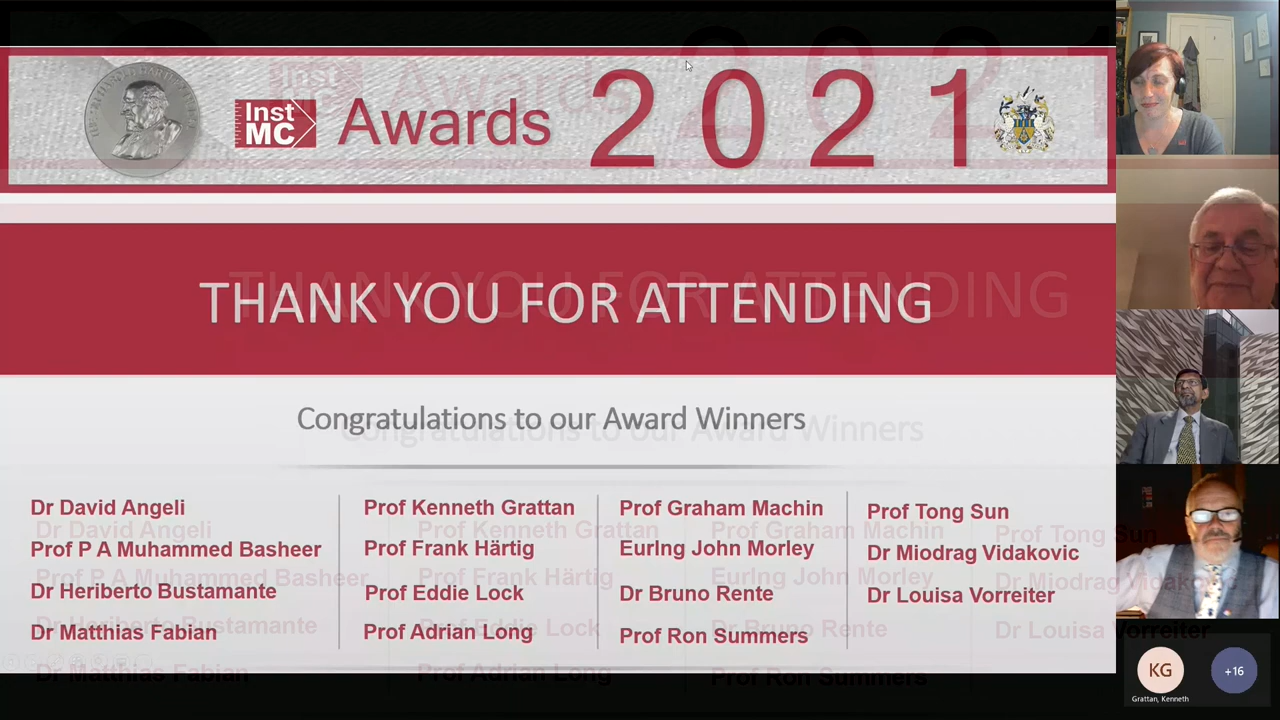 Inst
MC
Awards 2021
THANK YOU FOR ATTENDING
Congratulations to our Award Winners
Dr David Angeli
Prof P A Muhammed Basheer
Dr Heriberto Bustamante
Dr Matthias Fabian
Prof Kenneth Grattan
Prof Frank Härtig
Prof Eddie Lock
Prof Adrian Long
Prof Graham Machin
EurIng John Morley
Dr Bruno Rente
Prof Ron Summers
Prof Tong Sun
Dr Miodrag Vidakovic
Dr Louisa Vorreiter
KG
Grattan, Kenneth
+16